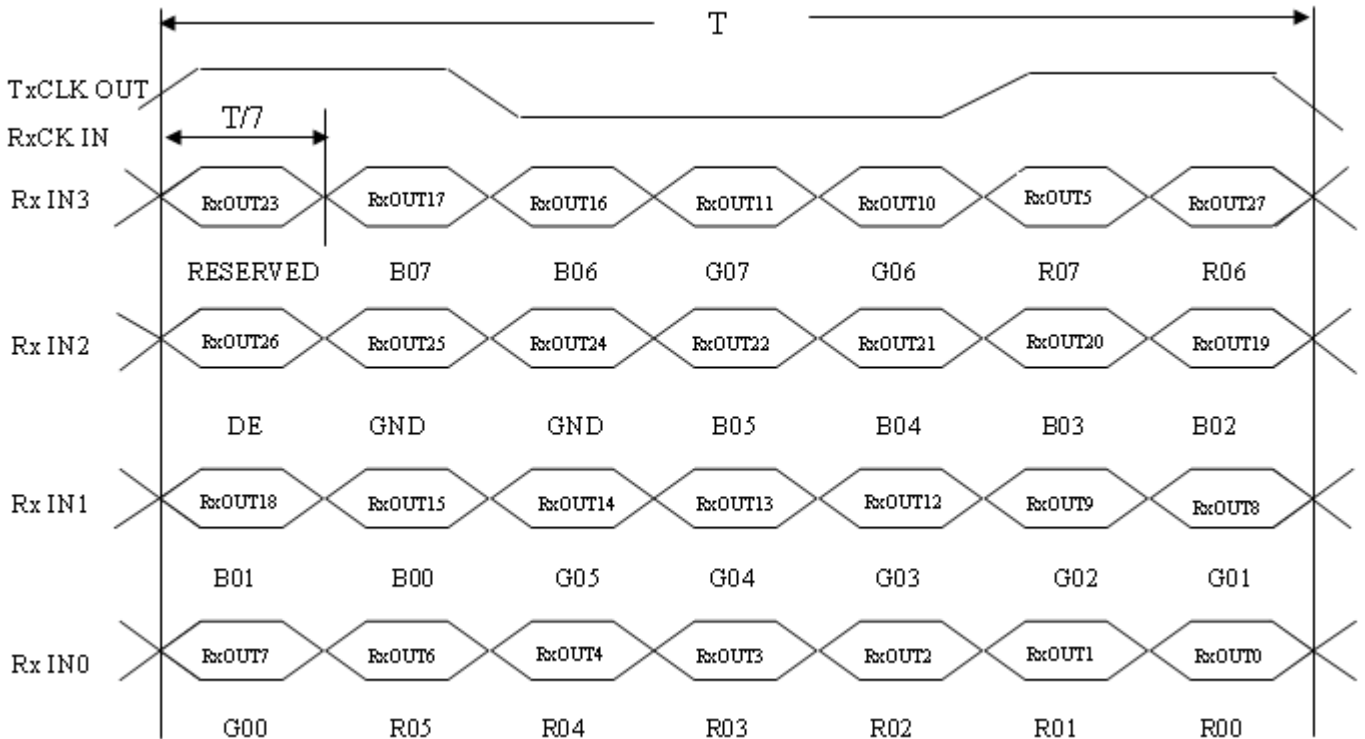 T
TxCLK OUT
T/7
RxCK IN
Rx IN3 RxOUT23 RxOUT17 RxOUT16 RxOUT11 RxOUT10 RxOUT5 RxOUT27
RESERVED B07 B06 G07 G06 R07 R06
Rx IN2 RxOUT26 RxOUT25 RxOUT24 RxOUT22 RxOUT21 RxOUT20 RxOUT19
DE GND GND B05 B04 B03 B02
Rx IN1 RxOUT18 RxOUT15 RxOUT14 RxOUT13 RxOUT12 RxOUT9 RxOUT8
B01 B00 G05 G04 G03 G02 G01
Rx IN0 RxOUT7 RxOUT6 RxOUT4 RxOUT3 RxOUT2 RxOUT1 RxOUT0
G00 R05 R04 R03 R02 R01 R00